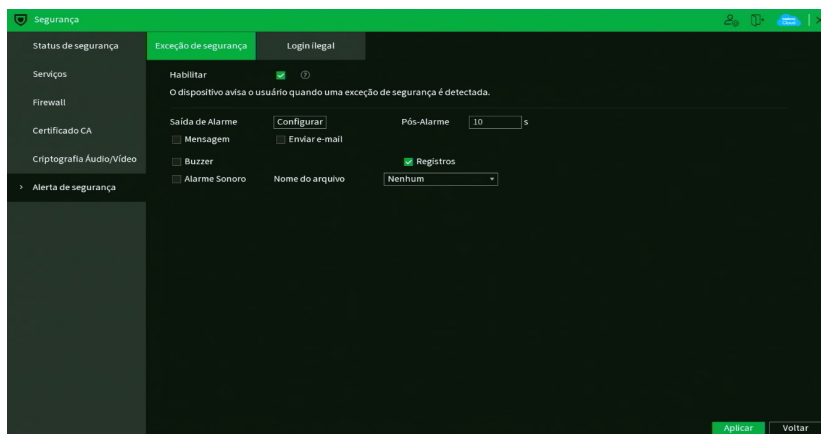 Segurança
Status de segurança
Serviços
Firewall
Certificado CA
Criptografia Áudio/Vídeo
Alerta de segurança
Exceção de segurança
Login ilegal
Habilitar
O dispositivo avisa o usuário quando uma exceção de segurança é detectada.
Saída de Alarme Configurar Pós-Alarme 10 s
Mensagem Enviar e-mail
Buzzer Registros
Alarme Sonoro Nome do arquivo Nenhum
Aplicar Voltar